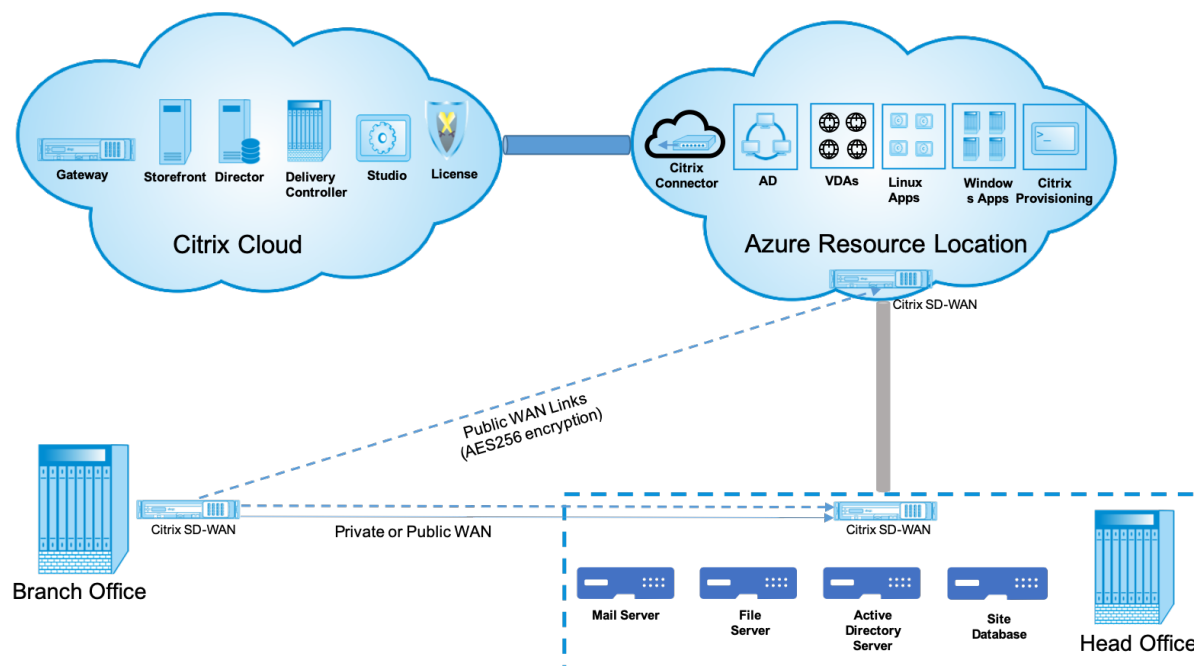 Gateway
Storefront
Director
Delivery
Controller
Studio
License
Citrix Cloud
Citrix
Connector
AD
VDAs
Linux
Apps
Window
s Apps
Citrix
Provisioning
>_
Azure Resource Location
Citrix SD-WAN
Public WAN Links
(AES256 encryption)
Citrix SD-WAN
Private or Public WAN
Citrix SD-WAN
Branch Office
Mail Server
File
Server
Active
Directory
Server
Site
Database
Head Office